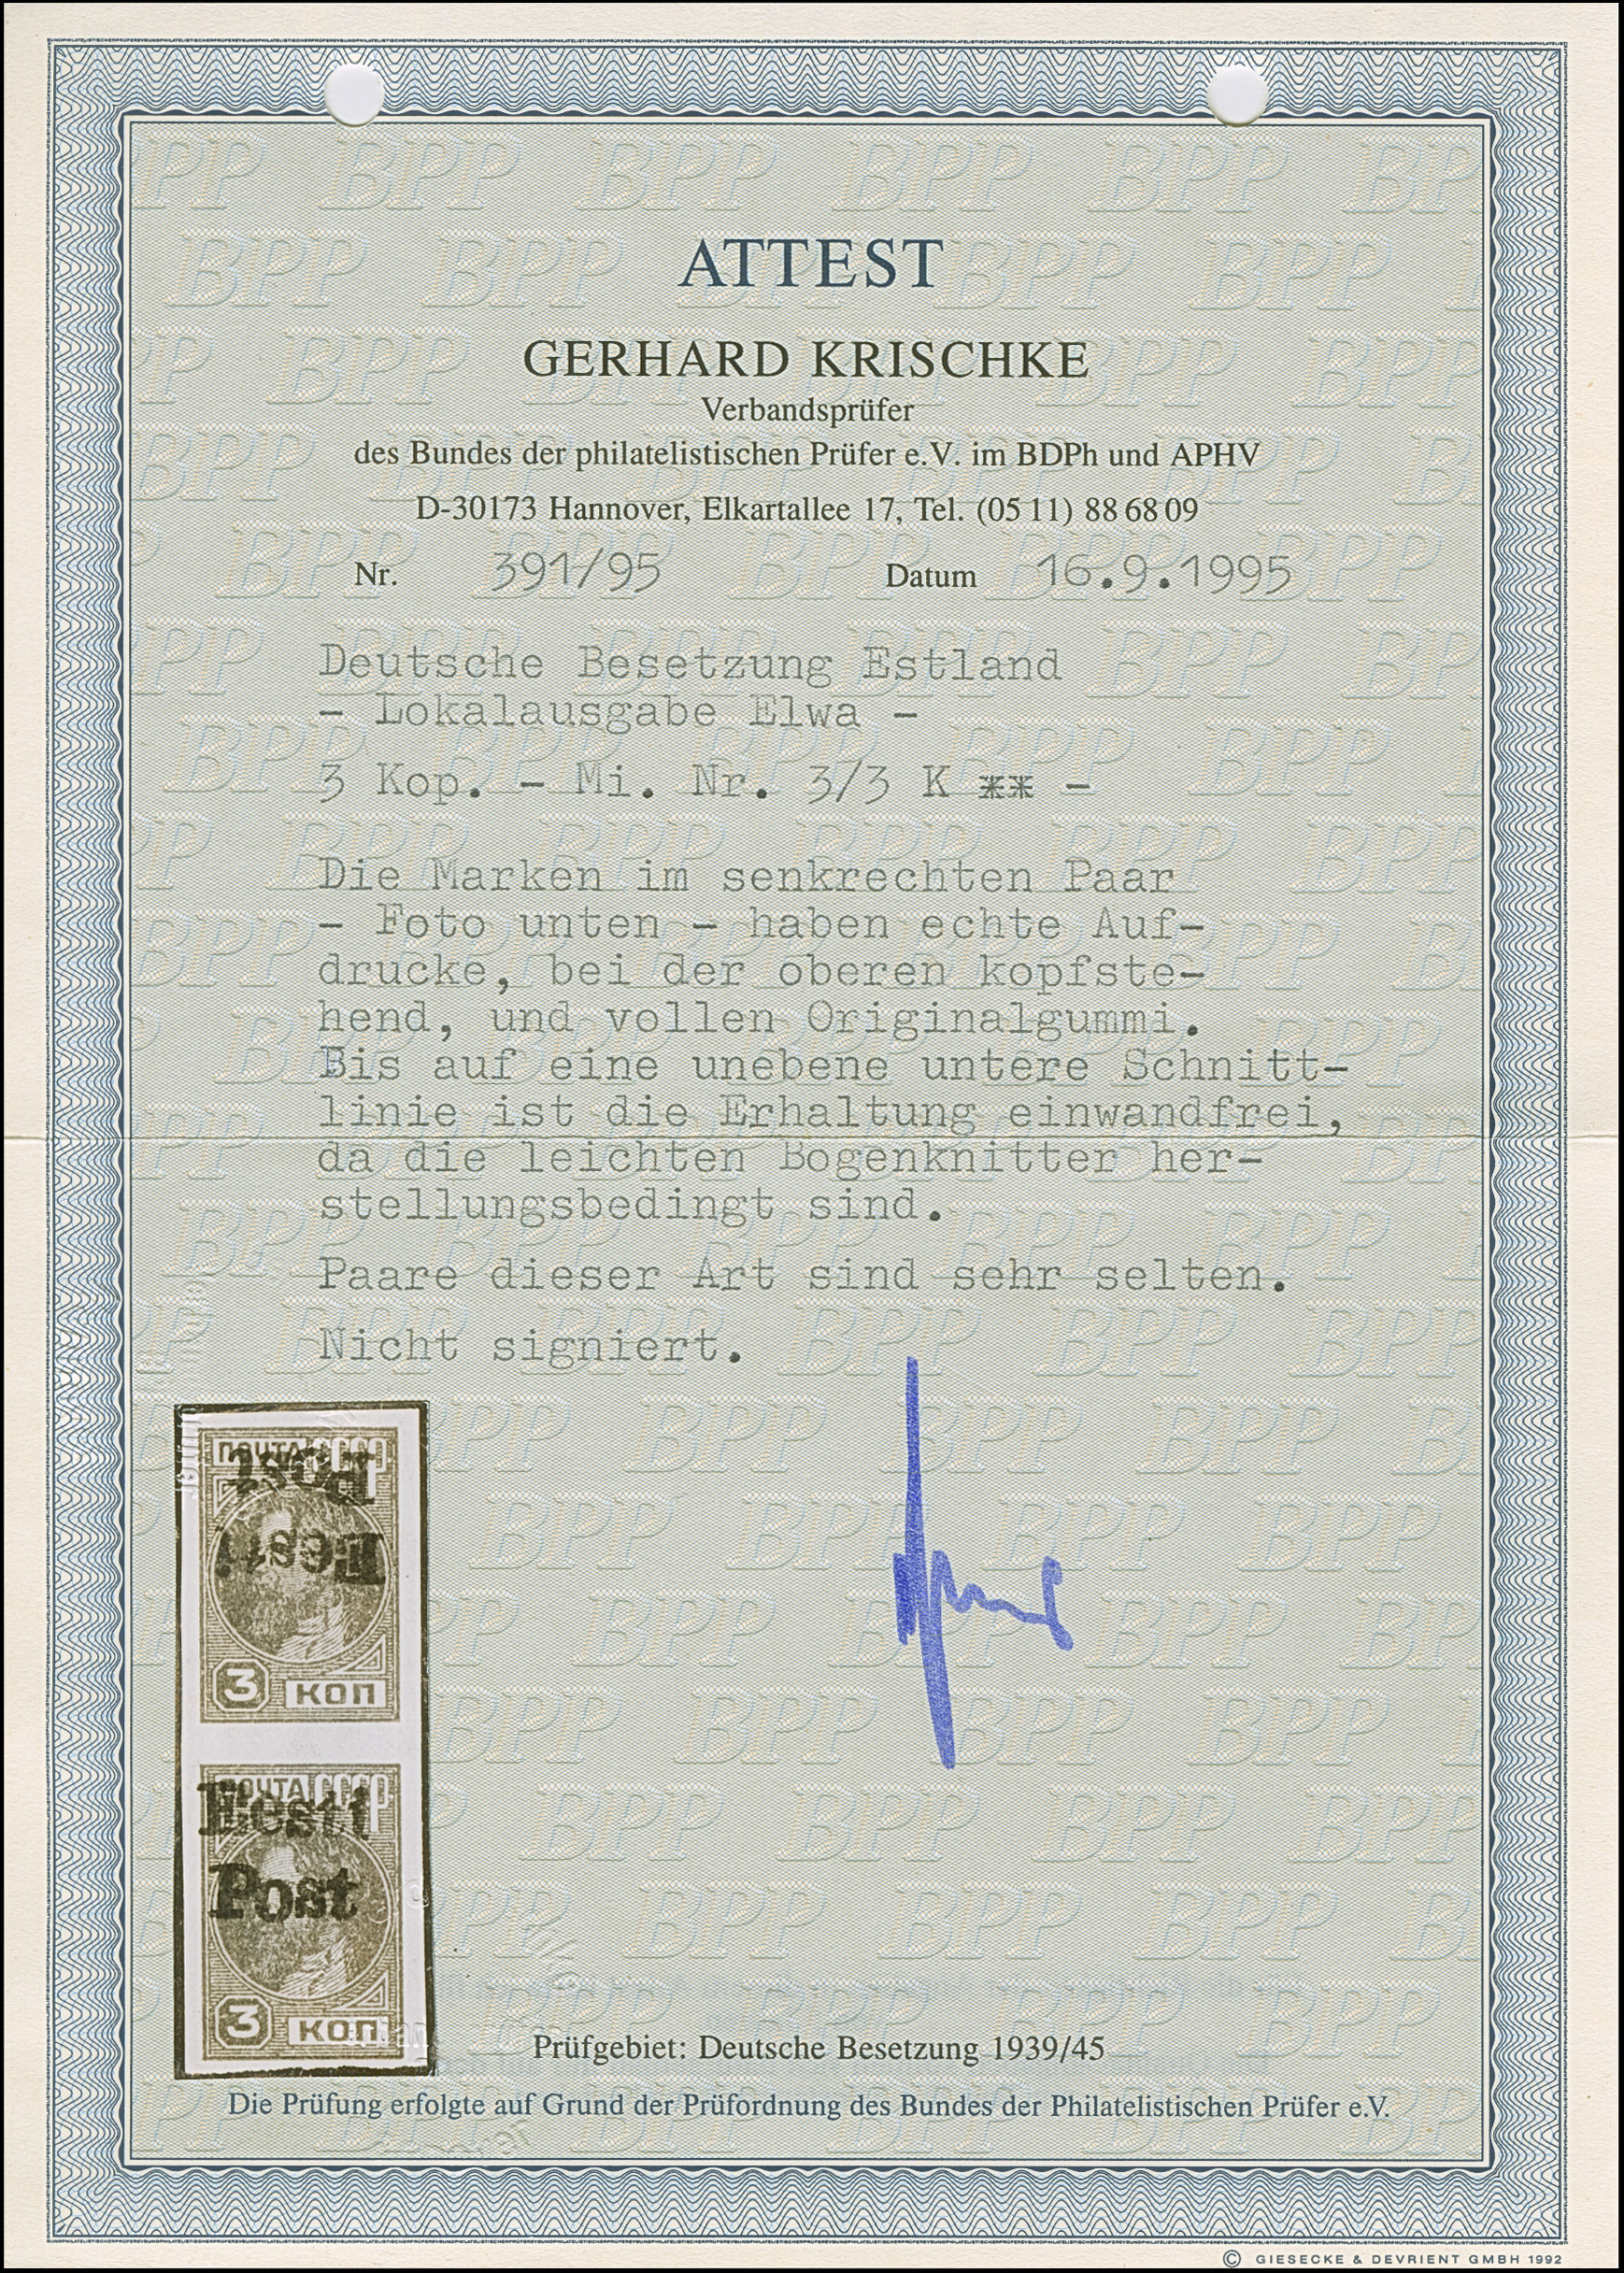 ATTEST
GERHARD KRISCHKE
Verbandsprüfer
des Bundes der philatelistischen Prüfer e.V. im BDPh und APHV
D-30173 Hannover, Elkartallee 17, Tel. (05 11) 88 68 09
Nr. 391/95 Datum 16.9.1995
Deutsche Besetzung Estland
- Lokalausgabe Elwa -
3 Kop. - Mi. Nr. 3/3 K ** -
Die Marken im senkrechten Paar
- Foto unten - haben echte Auf-
drucke, bei der oberen kopfste-
hend, und vollen Originalgummi.
Bis auf eine unebene untere Schnitt-
linie ist die Erhaltung einwandfrei,
da die leichten Bogenknitter her-
stellungsbedingt sind.
Paare dieser Art sind sehr selten.
Nicht signiert.
ПОЧТА СССР
Post
Eesti
3 КОП
ПОЧТА СССР
Eesti
Post
3 КОП
Prüfgebiet: Deutsche Besetzung 1939/45
Die Prüfung erfolgte auf Grund der Prüfordnung des Bundes der Philatelistischen Prüfer e.V.
© GIESECKE & DEVRIENT GMBH 1992